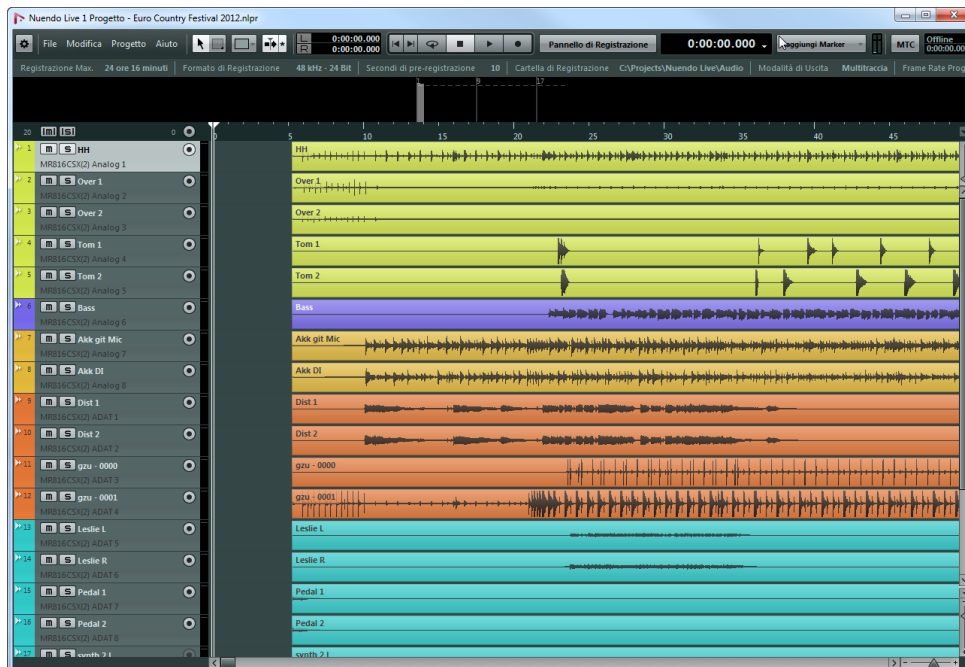 Nuendo Live 1 Progetto - Euro Country Festival 2012.nlpr
File Modifica Progetto Aiuto L R 0:00:00.000 0:00:00.000 Pannello di Registrazione 0:00:00.000 Aggiungi Marker MTC Offline 0:00:00.00
Registrazione Max. 24 ore 16 minuti Formato di Registrazione 48 kHz - 24 Bit Secondi di pre-registrazione 10 Cartella di Registrazione C:\Projects\Nuendo Live\Audio Modalità di Uscita Multitraccia Frame Rate Prog
1 9 17
20 [m] [S] 0 0 5 10 15 20 25 30 35 40 45
1 m S HH HH
MR816CSX(2) Analog 1
2 m S Over 1 Over 1
MR816CSX(2) Analog 2
3 m S Over 2 Over 2
MR816CSX(2) Analog 3
4 m S Tom 1 Tom 1
MR816CSX(2) Analog 4
5 m S Tom 2 Tom 2
MR816CSX(2) Analog 5
6 m S Bass Bass
MR816CSX(2) Analog 6
7 m S Akk git Mic Akk git Mic
MR816CSX(2) Analog 7
8 m S Akk DI Akk DI
MR816CSX(2) Analog 8
9 m S Dist 1 Dist 1
MR816CSX(2) ADAT 1
10 m S Dist 2 Dist 2
MR816CSX(2) ADAT 2
11 m S gzu - 0000 gzu - 0000
MR816CSX(2) ADAT 3
12 m S gzu - 0001 gzu - 0001
MR816CSX(2) ADAT 4
13 m S Leslie L Leslie L
MR816CSX(2) ADAT 5
14 m S Leslie R Leslie R
MR816CSX(2) ADAT 6
15 m S Pedal 1 Pedal 1
MR816CSX(2) ADAT 7
16 m S Pedal 2 Pedal 2
MR816CSX(2) ADAT 8
17 m S synth 2 L synth 2 L